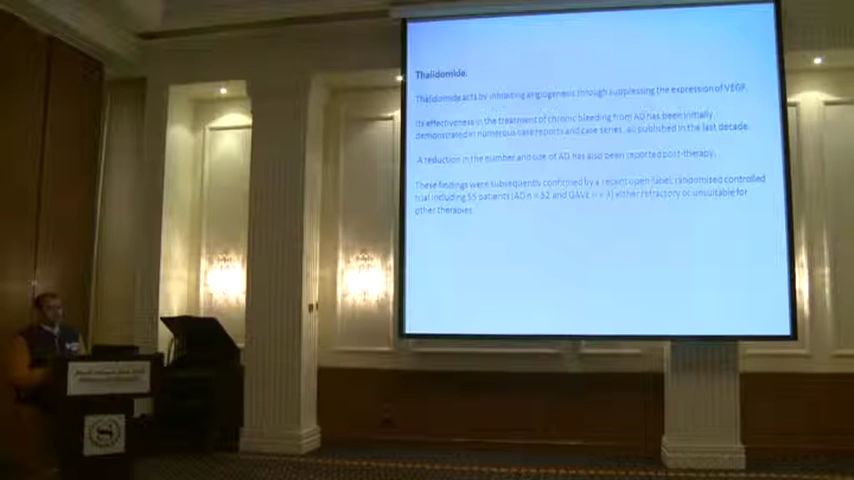 Thalidomide.
Thalidomide acts by inhibiting angiogenesis through suppressing the expression of VEGF.
Its effectiveness in the treatment of chronic bleeding from AD has been initially
demonstrated in numerous case reports and case series, all published in the last decade.
A reduction in the number and size of AD has also been reported post-therapy.
These findings were subsequently confirmed by a recent open-label, randomised controlled
trial including 55 patients (AD n = 52 and GAVE n = 3) either refractory or unsuitable for
other therapies.
S